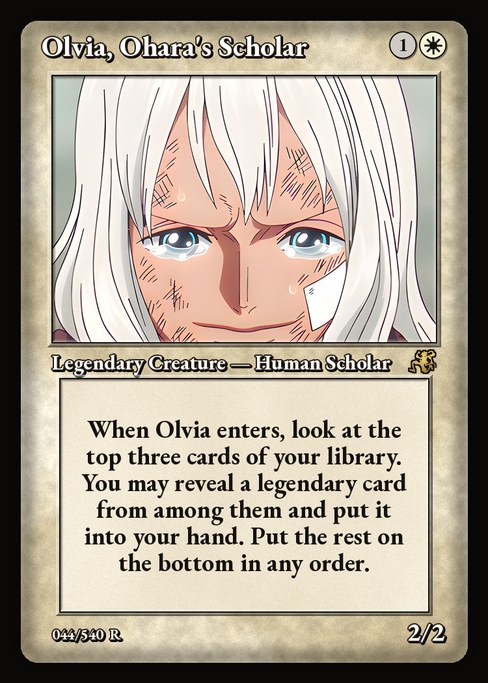 Olvia, Ohara's Scholar 1
Legendary Creature — Human Scholar
When Olvia enters, look at the
top three cards of your library.
You may reveal a legendary card
from among them and put it
into your hand. Put the rest on
the bottom in any order.
044/540 R
2/2